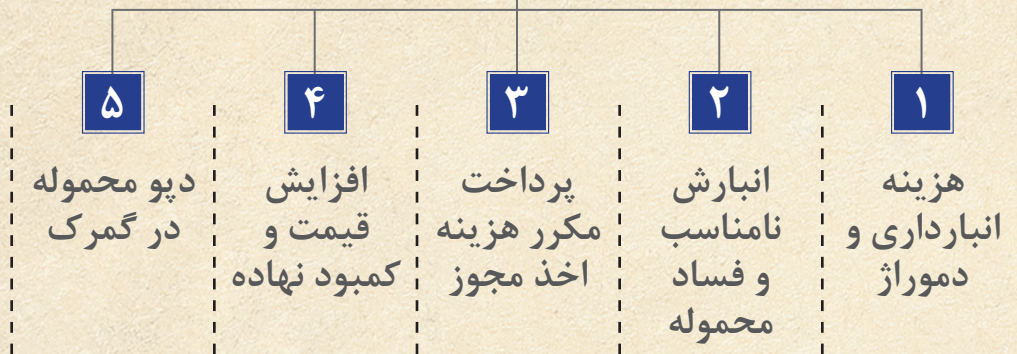 ۱
هزینه
انبارداری و
دموراژ
۲
انبارش
نامناسب
و فساد
محموله
۳
پرداخت
مکرر هزینه
اخذ مجوز
۴
افزایش
قیمت و
کمبود نهاده
۵
دپو محموله
در گمرک